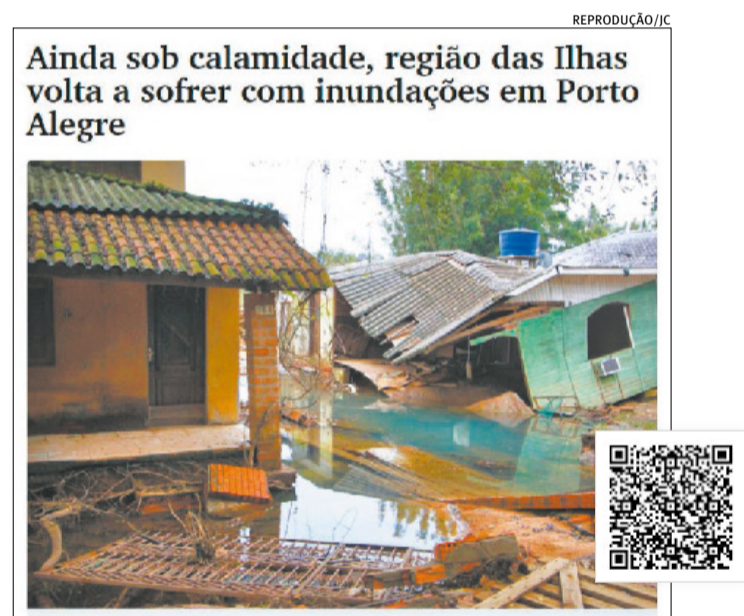 REPRODUÇÃO/JC
Ainda sob calamidade, região das Ilhas
volta a sofrer com inundações em Porto
Alegre